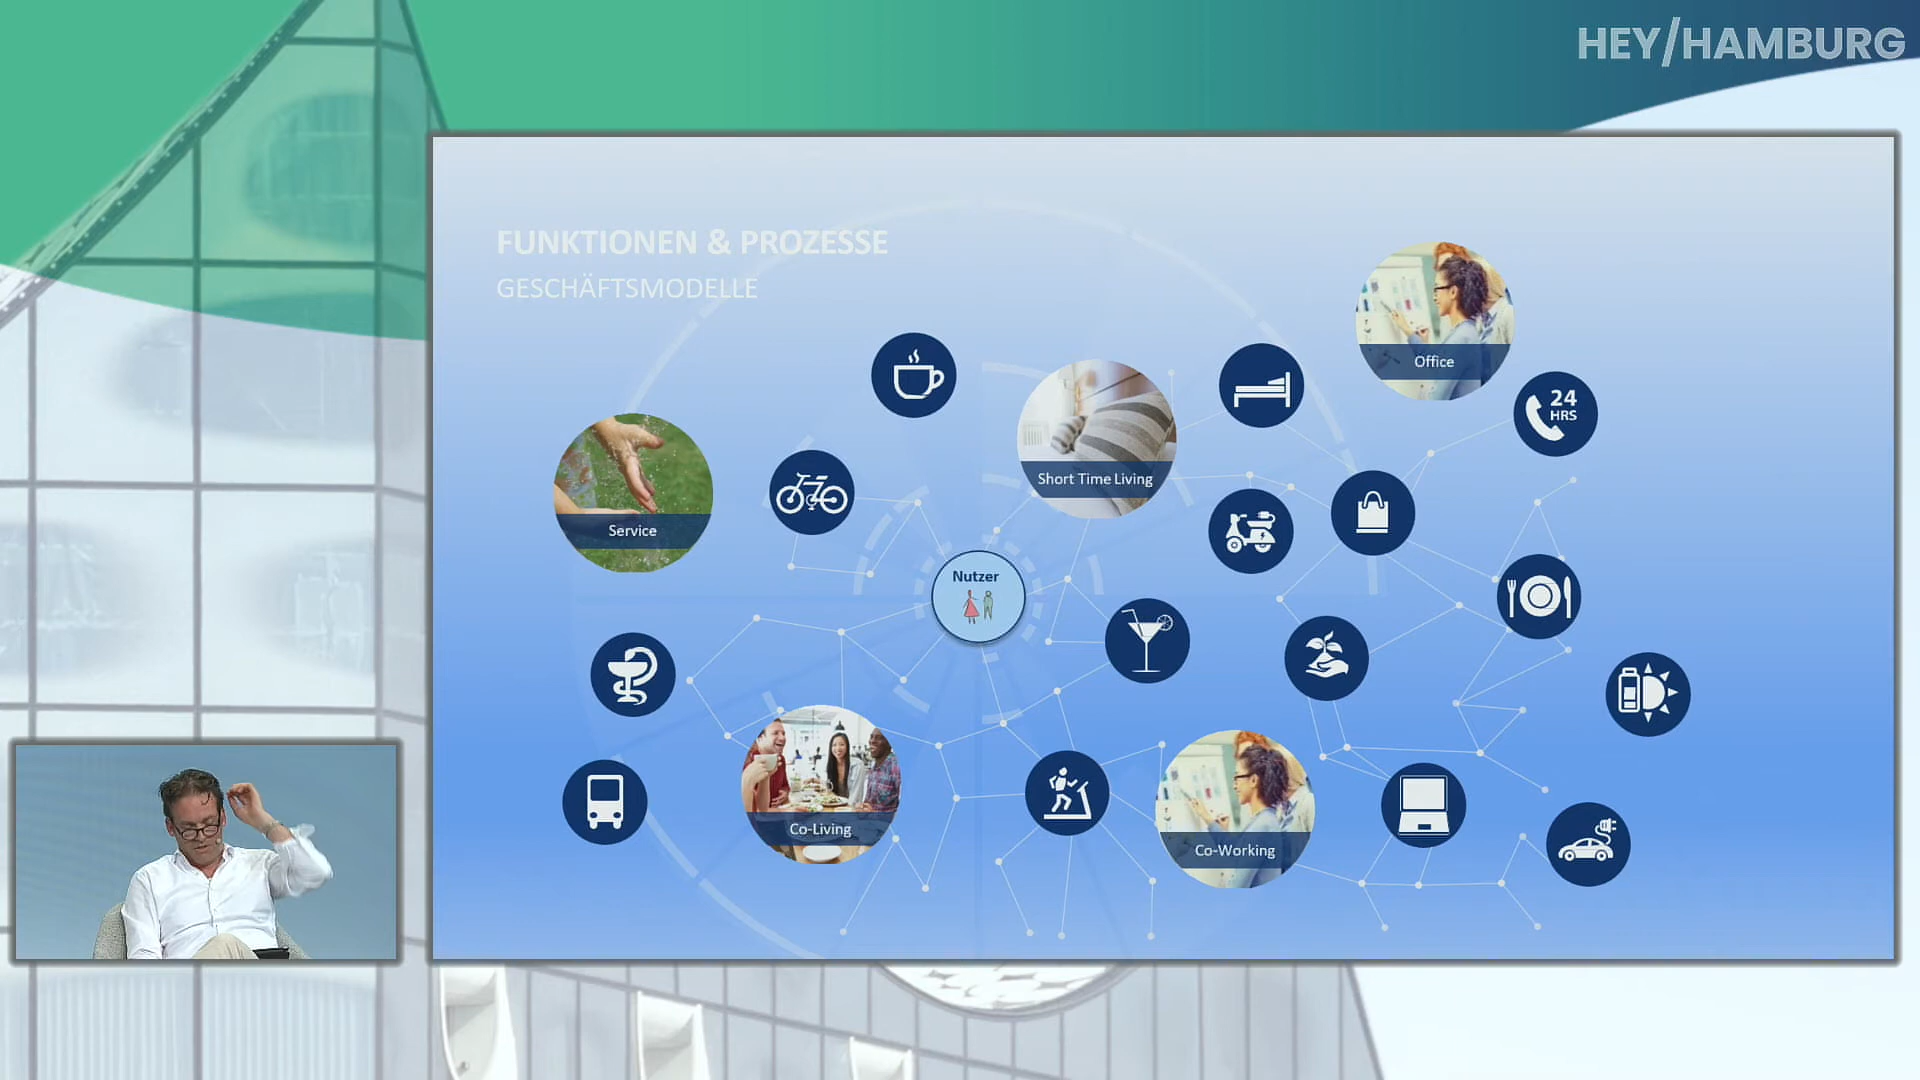 HEY/HAMBURG
FUNKTIONEN & PROZESSE
GESCHÄFTSMODELLE
Office
24
HRS
Short Time Living
Service
Nutzer
Co-Living
Co-Working